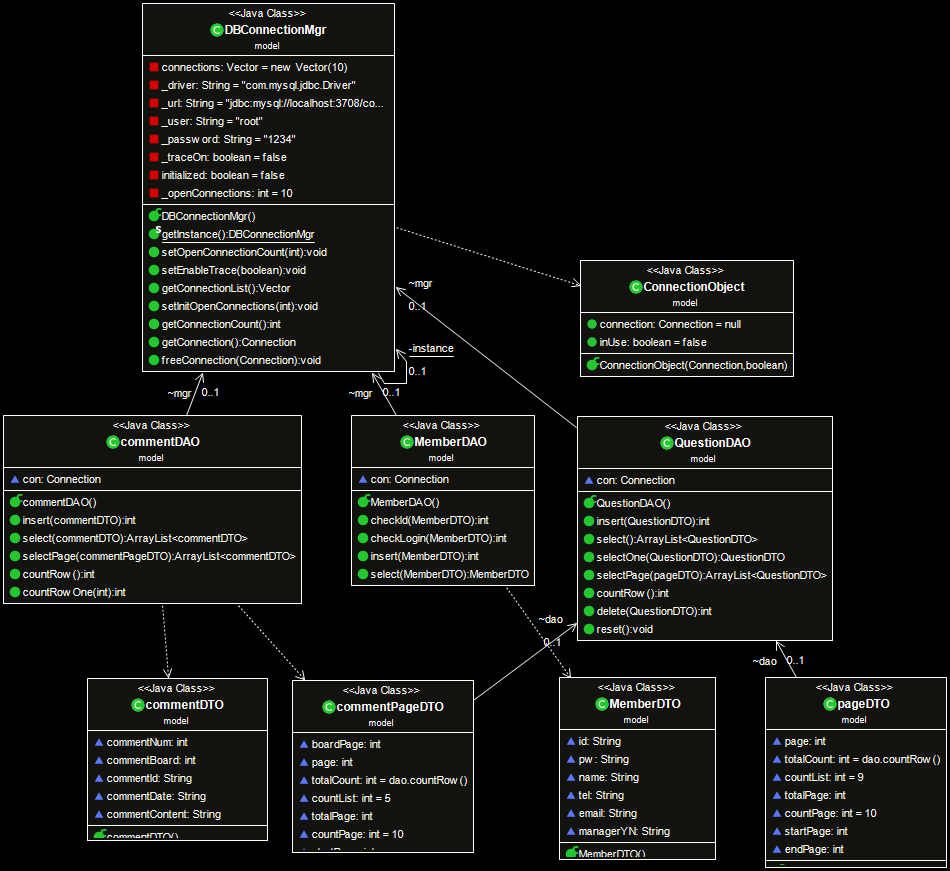 <<Java Class>>
DBConnectionMgr
model
connections: Vector = new Vector(10)
_driver: String = "com.mysql.jdbc.Driver"
_url: String = "jdbc:mysql://localhost:3708/co...
_user: String = "root"
_passw ord: String = "1234"
_traceOn: boolean = false
initialized: boolean = false
_openConnections: int = 10
DBConnectionMgr()
getInstance():DBConnectionMgr
setOpenConnectionCount(int):void
setEnableTrace(boolean):void
getConnectionList():Vector
setInitOpenConnections(int):void
getConnectionCount():int
getConnection():Connection
freeConnection(Connection):void
<<Java Class>>
ConnectionObject
model
connection: Connection = null
inUse: boolean = false
ConnectionObject(Connection,boolean)
~mgr
0..1
-instance
0..1
~mgr 0..1
~mgr 0..1
<<Java Class>>
commentDAO
model
con: Connection
commentDAO()
insert(commentDTO):int
select(commentDTO):ArrayList<commentDTO>
selectPage(commentPageDTO):ArrayList<commentDTO>
countRow ():int
countRow One(int):int
<<Java Class>>
MemberDAO
model
con: Connection
MemberDAO()
checkId(MemberDTO):int
checkLogin(MemberDTO):int
insert(MemberDTO):int
select(MemberDTO):MemberDTO
<<Java Class>>
QuestionDAO
model
con: Connection
QuestionDAO()
insert(QuestionDTO):int
select():ArrayList<QuestionDTO>
selectOne(QuestionDTO):QuestionDTO
selectPage(pageDTO):ArrayList<QuestionDTO>
countRow ():int
delete(QuestionDTO):int
reset():void
~dao
0..1
~dao 0..1
<<Java Class>>
commentDTO
model
commentNum: int
commentBoard: int
commentId: String
commentDate: String
commentContent: String
commentDTO()
<<Java Class>>
commentPageDTO
model
boardPage: int
page: int
totalCount: int = dao.countRow ()
countList: int = 5
totalPage: int
countPage: int = 10
<<Java Class>>
MemberDTO
model
id: String
pw : String
name: String
tel: String
email: String
managerYN: String
MemberDTO()
<<Java Class>>
pageDTO
model
page: int
totalCount: int = dao.countRow ()
countList: int = 9
totalPage: int
countPage: int = 10
startPage: int
endPage: int